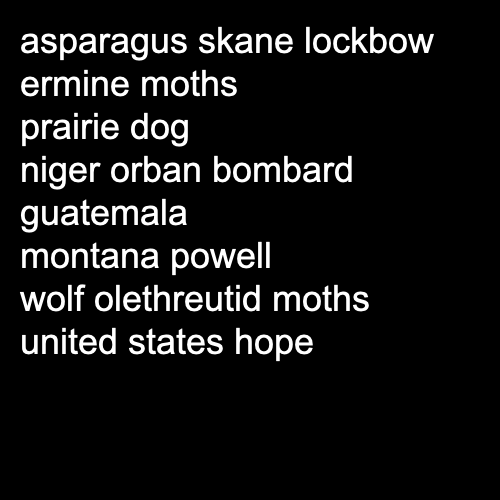 asparagus skane lockbow
ermine moths
prairie dog
niger orban bombard
guatemala
montana powell
wolf olethreutid moths
united states hope